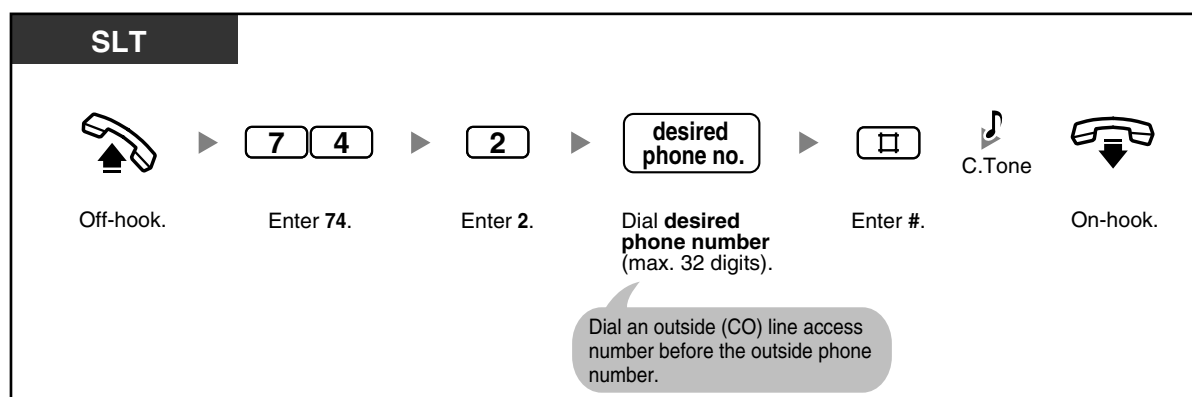 SLT
7 4
2
desired
phone no.
#
C.Tone
Off-hook.
Enter 74.
Enter 2.
Dial desired
phone number
(max. 32 digits).
Enter #.
On-hook.
Dial an outside (CO) line access
number before the outside phone
number.